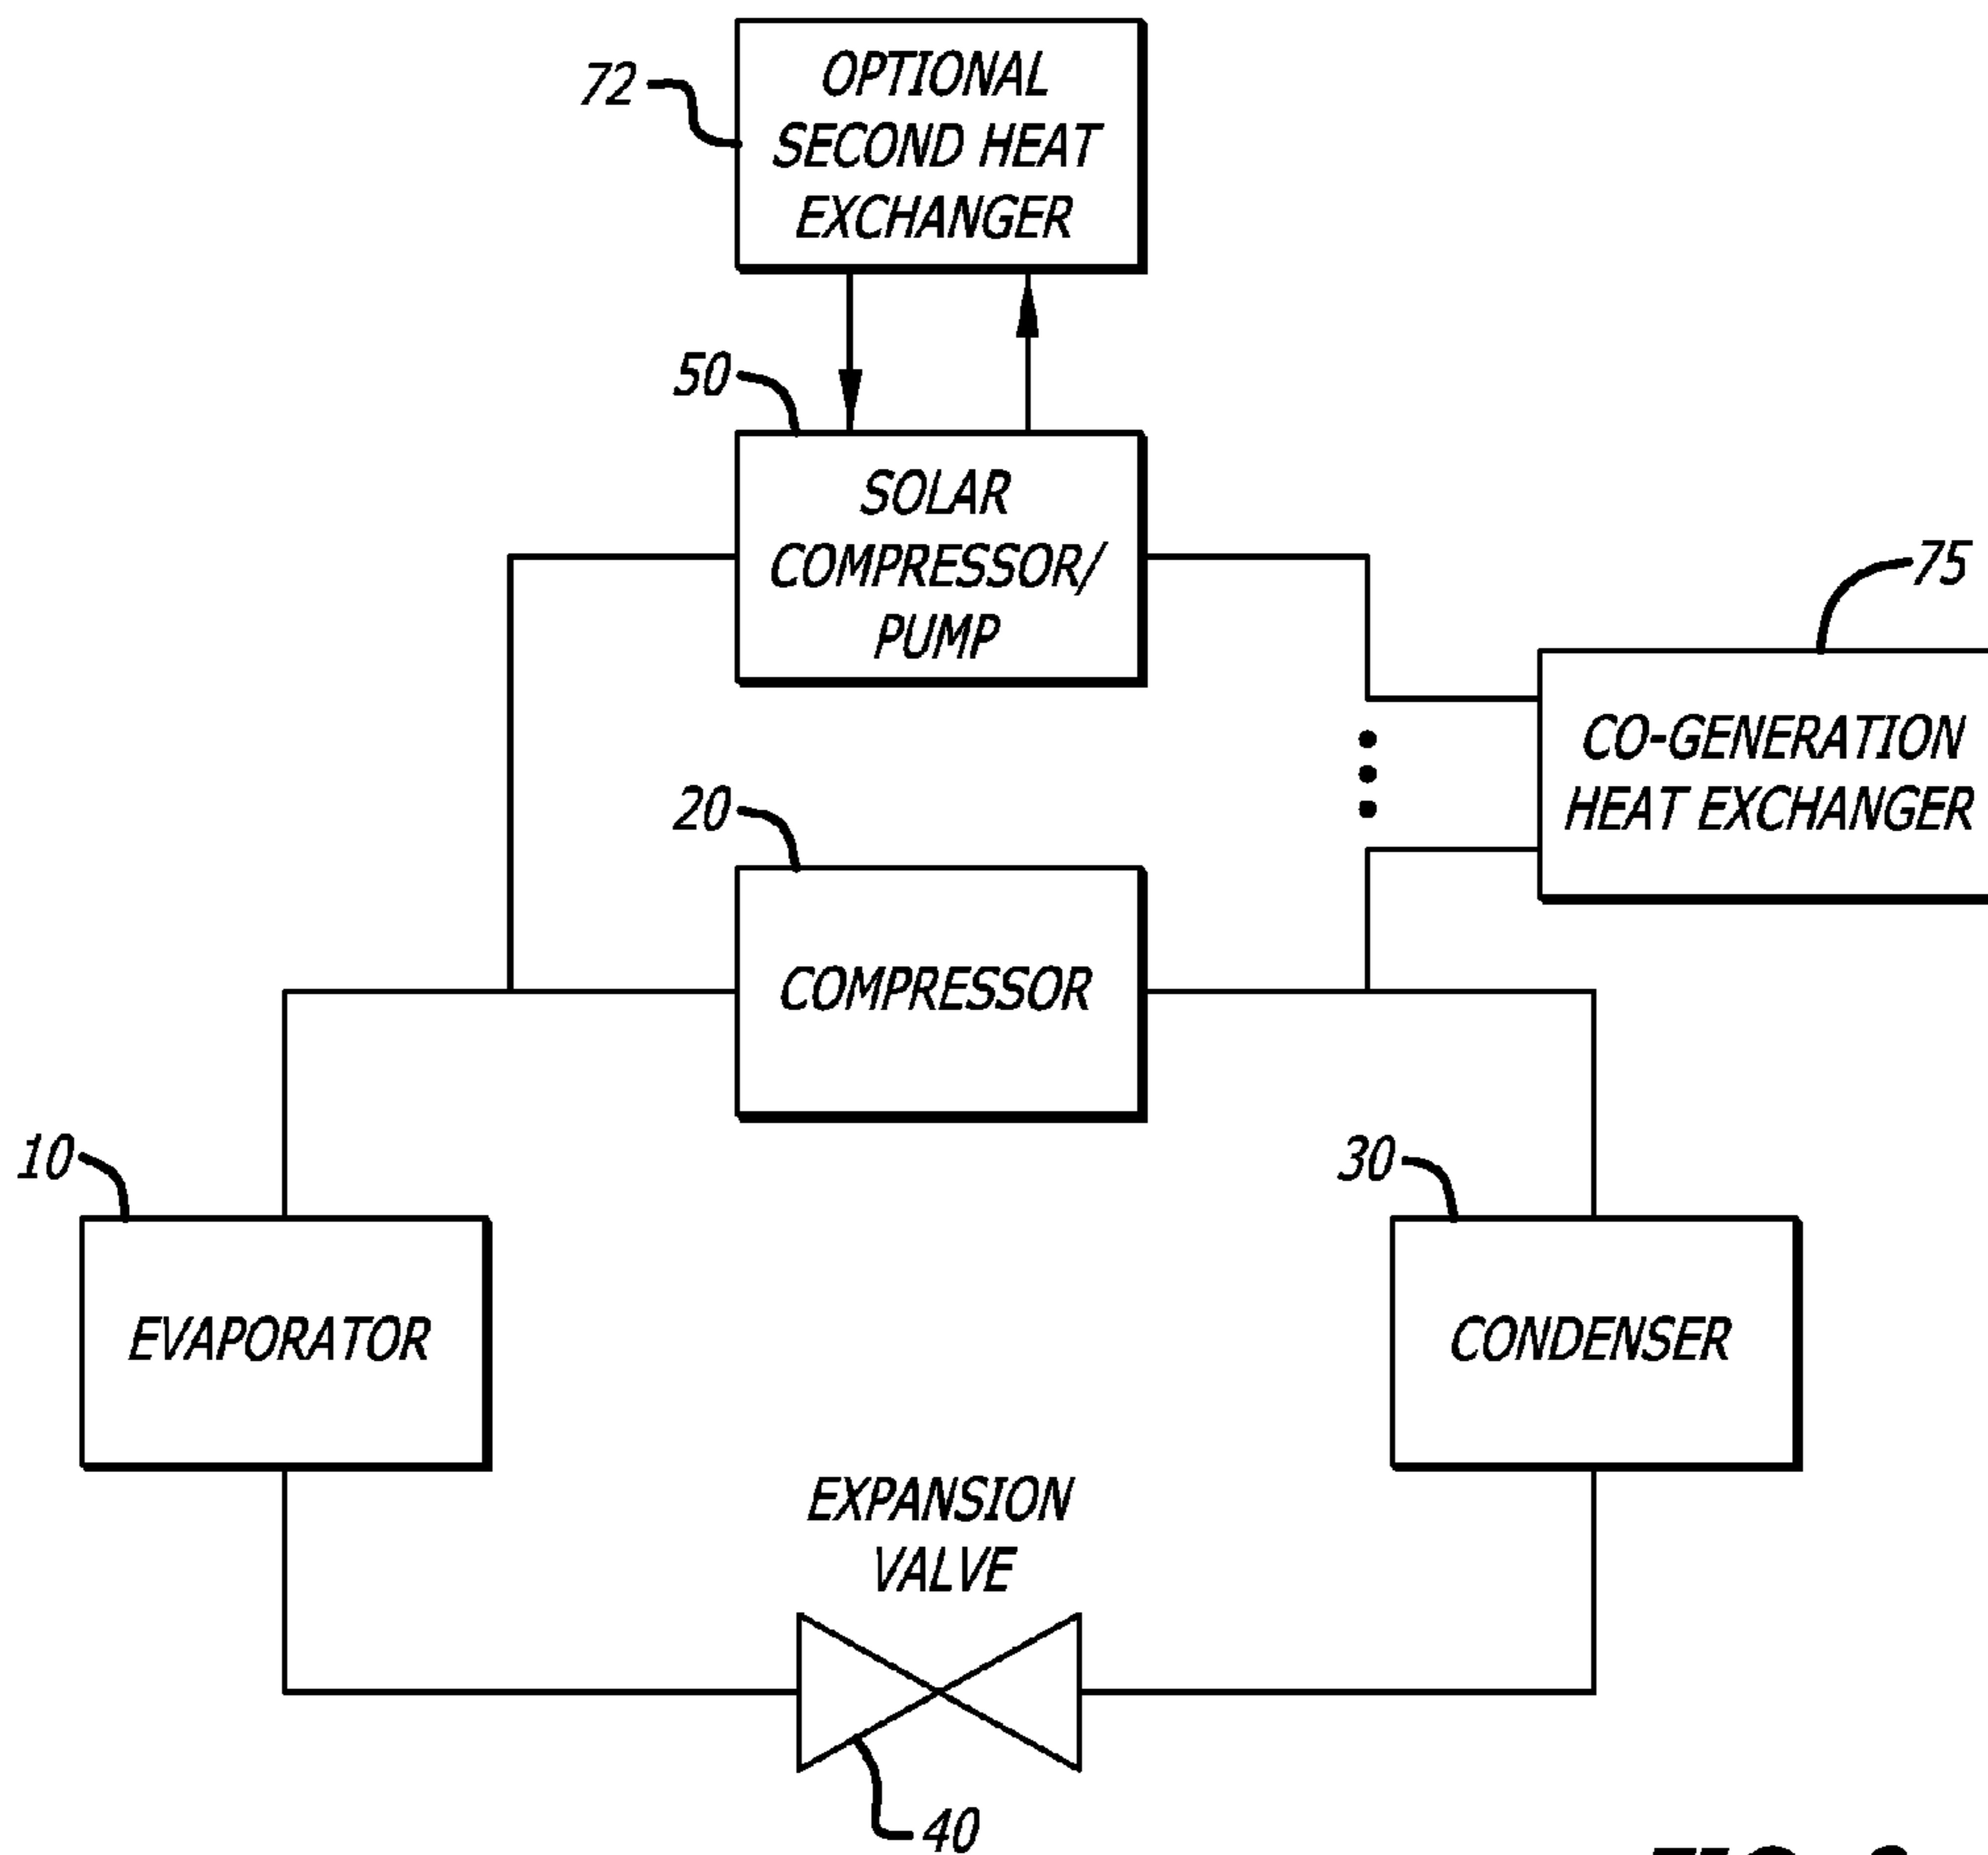 OPTIONAL
SECOND HEAT
EXCHANGER
72
50
SOLAR
COMPRESSOR/
PUMP
75
CO-GENERATION
HEAT EXCHANGER
20
COMPRESSOR
10
30
EVAPORATOR
CONDENSER
EXPANSION
VALVE
40